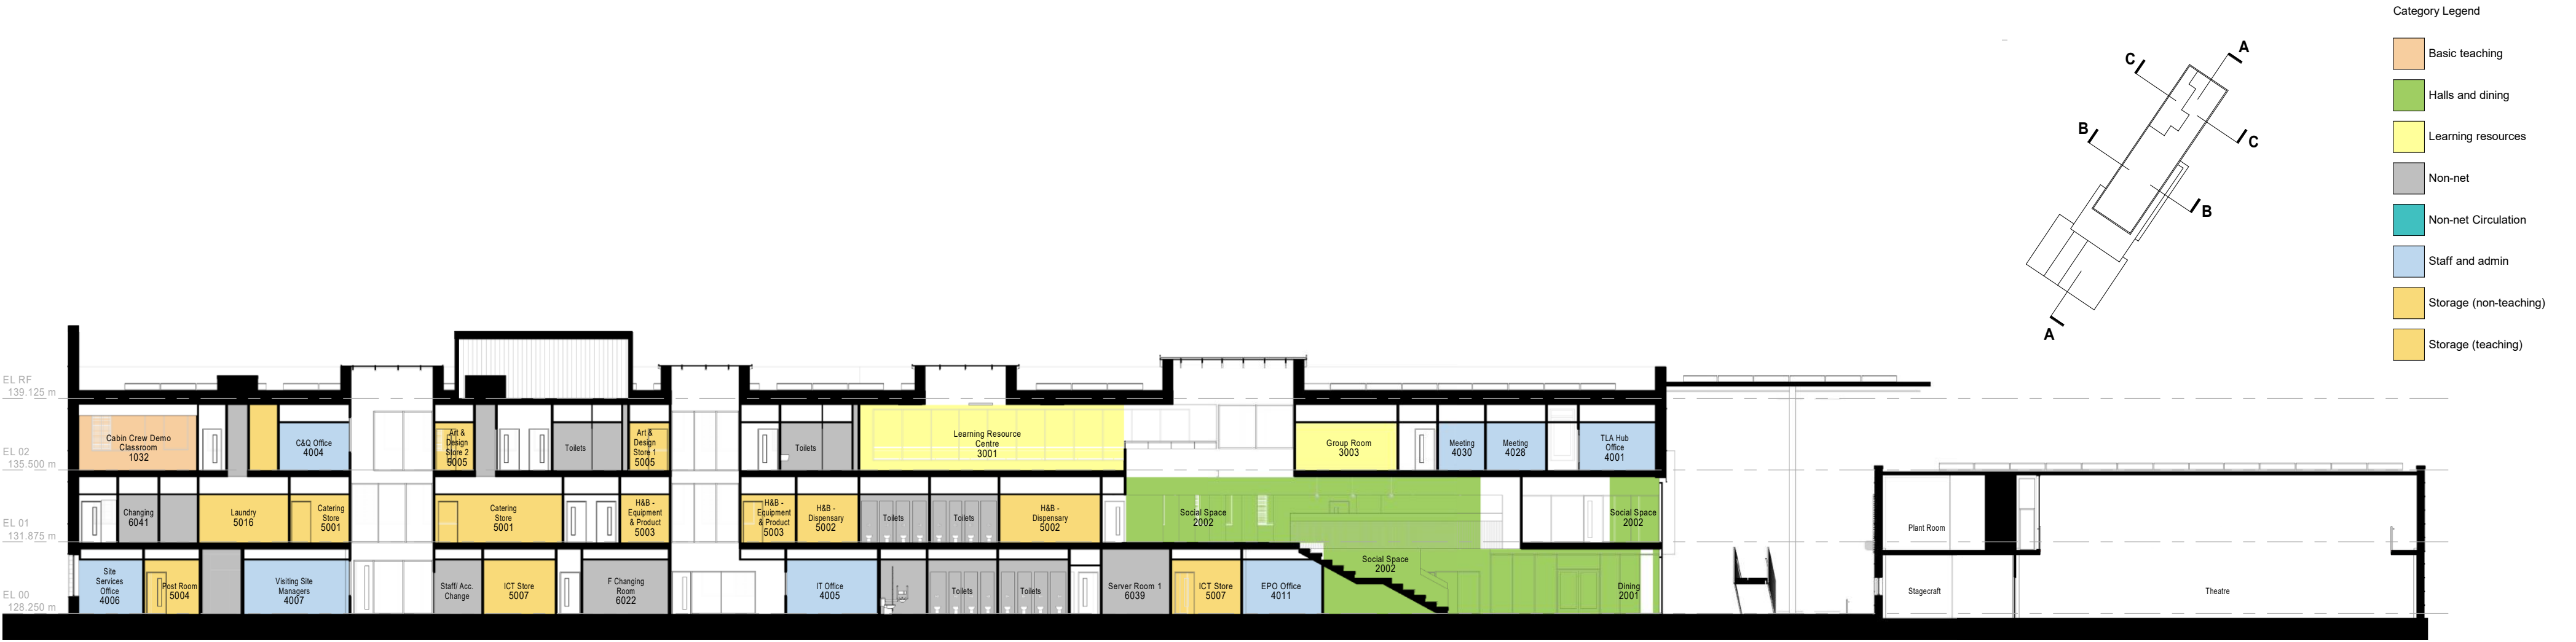 Category Legend
Basic teaching
Halls and dining
Learning resources
Non-net
Non-net Circulation
Staff and admin
Storage (non-teaching)
Storage (teaching)
A
C
B
C
B
A
EL RF
139.125 m
EL 02
135.500 m
Cabin Crew Demo
Classroom
1032
C&Q Office
4004
Art &
Design
Store 2
5005
Toilets
Art &
Design
Store 1
5005
Toilets
Learning Resource
Centre
3001
Group Room
3003
Meeting
4030
Meeting
4028
TLA Hub
Office
4001
EL 01
131.875 m
Changing
6041
Laundry
5016
Catering
Store
5001
Catering
Store
5001
H&B -
Equipment
& Product
5003
H&B -
Equipment
& Product
5003
H&B -
Dispensary
5002
Toilets
Toilets
H&B -
Dispensary
5002
Social Space
2002
Social Space
2002
Plant Room
EL 00
128.250 m
Site
Services
Office
4006
Post Room
5004
Visiting Site
Managers
4007
Staff/ Acc.
Change
ICT Store
5007
F Changing
Room
6022
IT Office
4005
Toilets
Toilets
Server Room 1
6039
ICT Store
5007
EPO Office
4011
Social Space
2002
Dining
2001
Stagecraft
Theatre